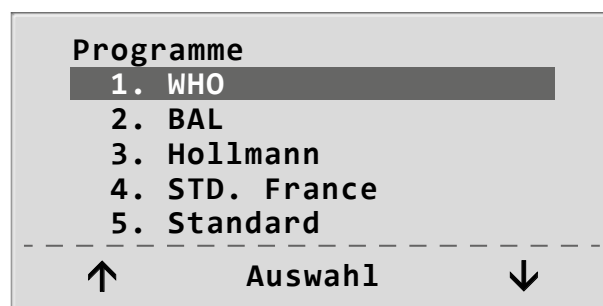 Programme
1. WHO
2. BAL
3. Hollmann
4. STD. France
5. Standard
↑ Auswahl ↓